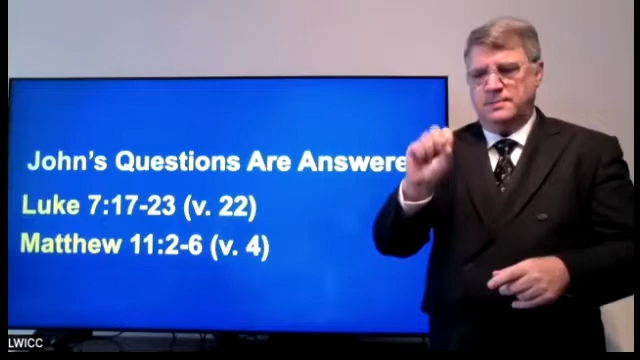 John's Questions Are Answere
Luke 7:17-23 (v. 22)
Matthew 11:2-6 (v. 4)
LWICC